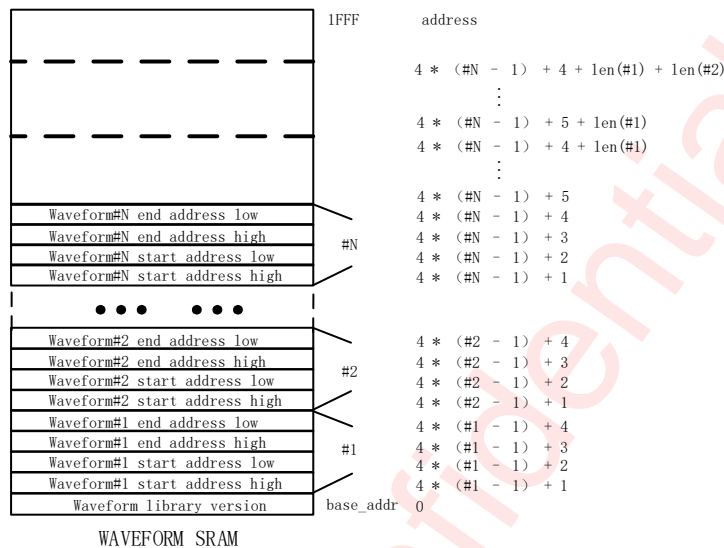 1FFF address
4 * (#N - 1) + 4 + len(#1) + len(#2)
⋮
4 * (#N - 1) + 5 + len(#1)
4 * (#N - 1) + 4 + len(#1)
⋮
4 * (#N - 1) + 5
Waveform#N end address low 4 * (#N - 1) + 4
Waveform#N end address high 4 * (#N - 1) + 3
#N
Waveform#N start address low 4 * (#N - 1) + 2
Waveform#N start address high 4 * (#N - 1) + 1
●●● ●●●
Waveform#2 end address low 4 * (#2 - 1) + 4
Waveform#2 end address high 4 * (#2 - 1) + 3
#2
Waveform#2 start address low 4 * (#2 - 1) + 2
Waveform#2 start address high 4 * (#2 - 1) + 1
Waveform#1 end address low 4 * (#1 - 1) + 4
Waveform#1 end address high 4 * (#1 - 1) + 3
#1
Waveform#1 start address low 4 * (#1 - 1) + 2
Waveform#1 start address high 4 * (#1 - 1) + 1
Waveform library version base_addr 0
WAVEFORM SRAM
fidential